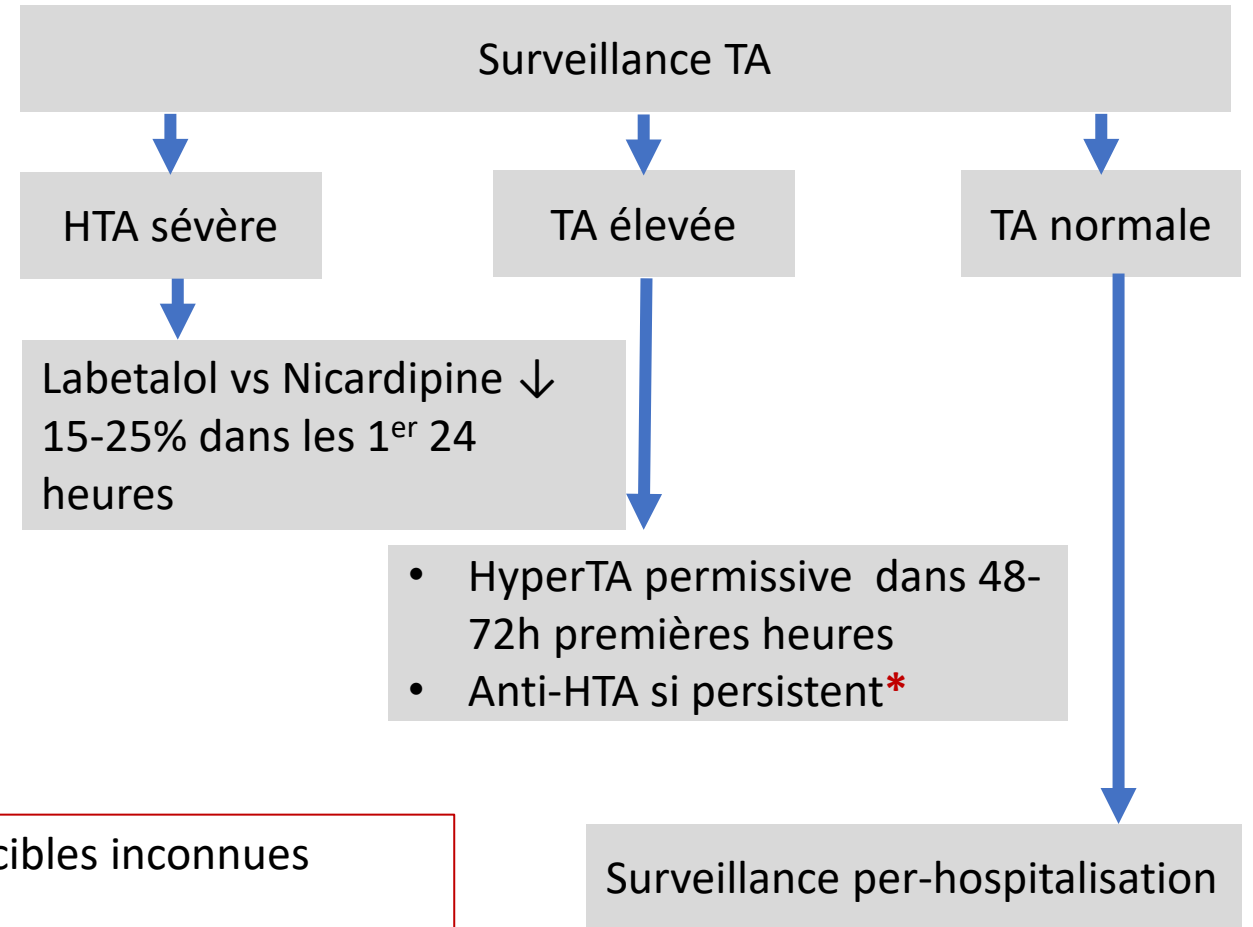 Surveillance TA
HTA sévère
TA élevée
TA normale
Labetalol vs Nicardipine ↓
15-25% dans les 1er 24
heures
• HyperTA permissive dans 48-
72h premières heures
• Anti-HTA si persistent*
cibles inconnues
Surveillance per-hospitalisation